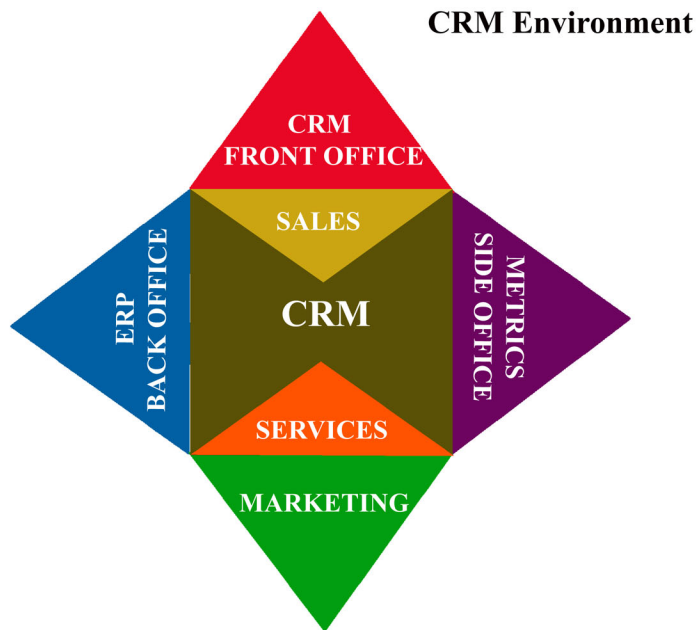 CRM Environment
CRM
FRONT OFFICE
SALES
ERP
BACK OFFICE
CRM
METRICS
SIDE OFFICE
SERVICES
MARKETING